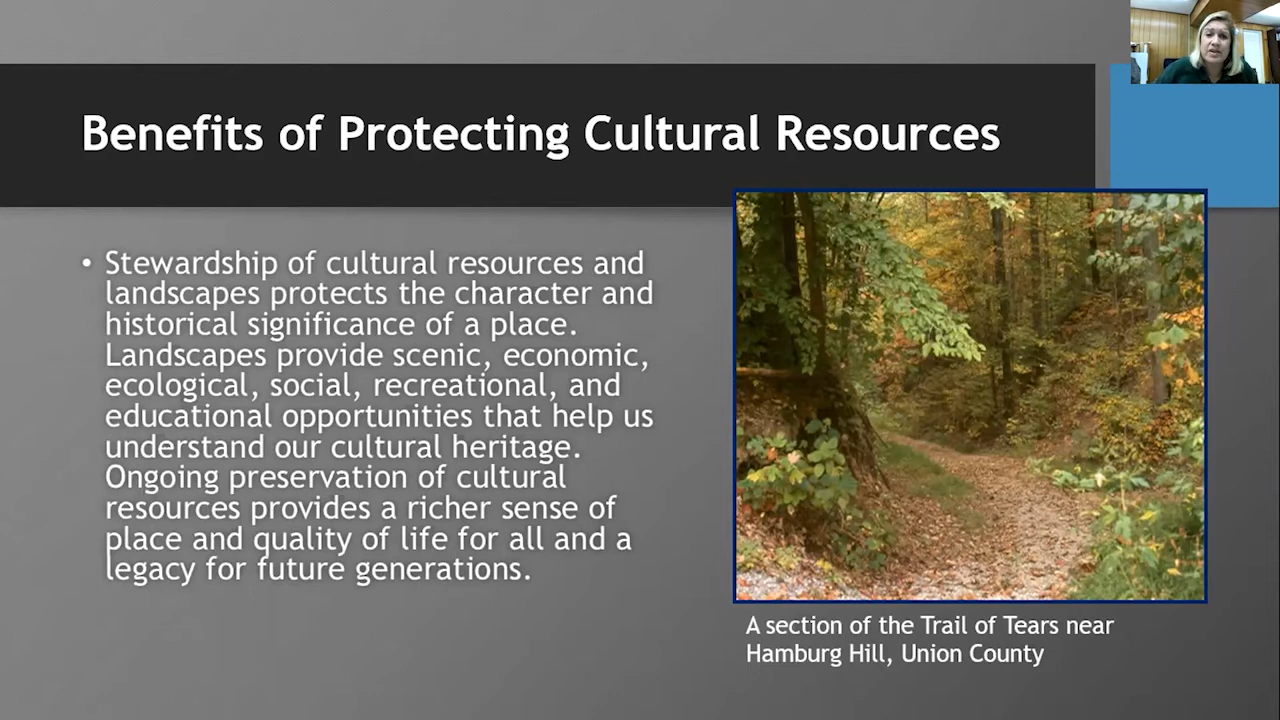 Benefits of Protecting Cultural Resources
• Stewardship of cultural resources and
landscapes protects the character and
historical significance of a place.
Landscapes provide scenic, economic,
ecological, social, recreational, and
educational opportunities that help us
understand our cultural heritage.
Ongoing preservation of cultural
resources provides a richer sense of
place and quality of life for all and a
legacy for future generations.
A section of the Trail of Tears near
Hamburg Hill, Union County